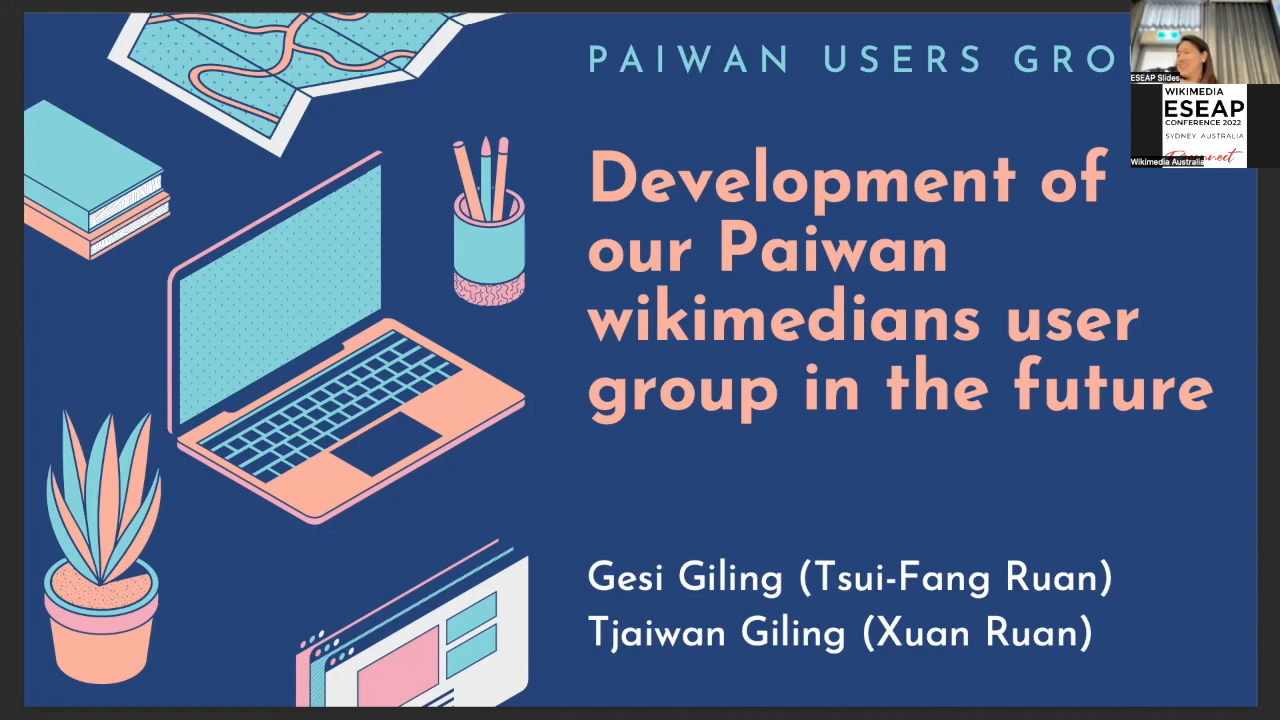 PAIWAN USERS GRO
Development of
our Paiwan
wikimedians user
group in the future
Gesi Giling (Tsui-Fang Ruan)
Tjaiwan Giling (Xuan Ruan)
ESEAP Slides
WIKIMEDIA
ESEAP
CONFERENCE 2022
SYDNEY, AUSTRALIA
Wikimedia Australia